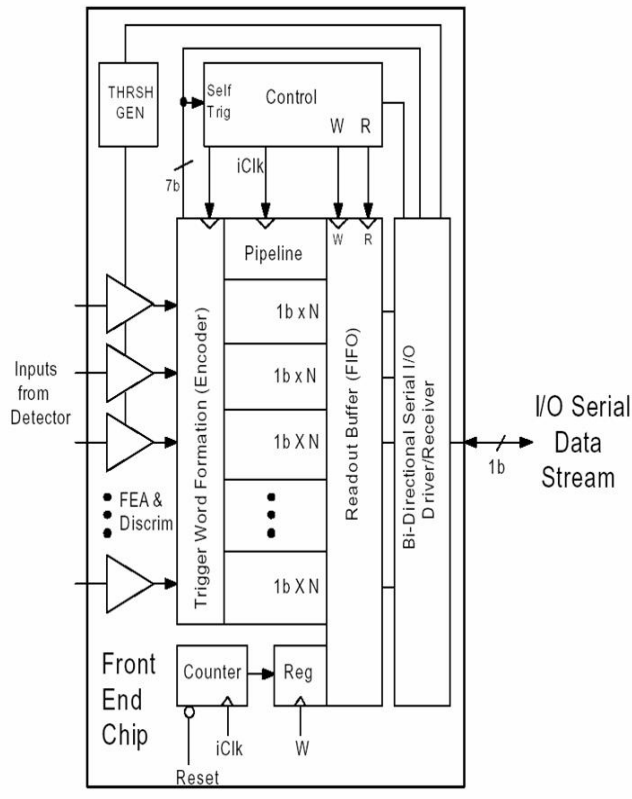 THRSH
GEN
Self
Trig
Control
W R
7b
iClk
W R
Pipeline
1b x N
1b x N
1b X N
1b X N
Trigger Word Formation (Encoder)
Readout Buffer (FIFO)
Bi-Directional Serial I/O
Driver/Receiver
Inputs
from
Detector
FEA &
Discrim
I/O Serial
Data
Stream
1b
Front
End
Chip
Counter
Reg
iClk
W
Reset